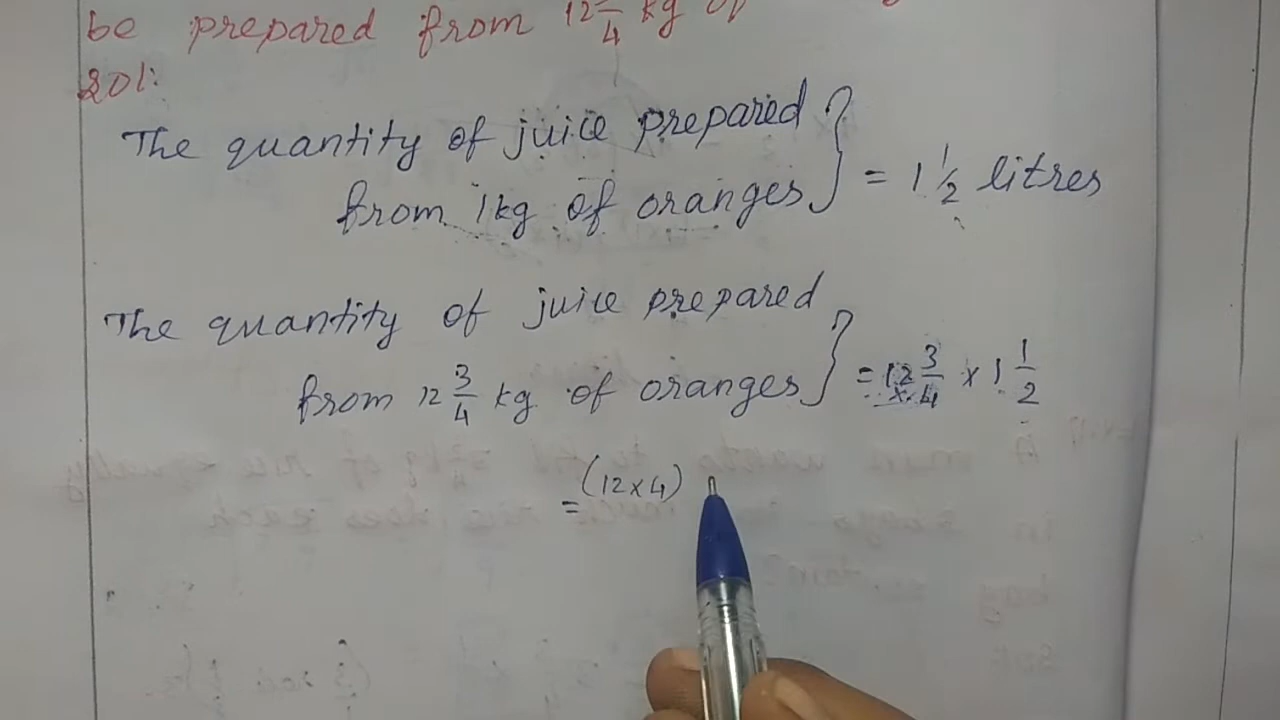 be prepared from 12 /4 kg of
sol:
The quantity of juice prepared
from 1kg of oranges } = 1 1/2 litres
The quantity of juice prepared
from 12 3/4 kg of oranges } = 12 3/4 x 1 1/2
= (12 x 4)